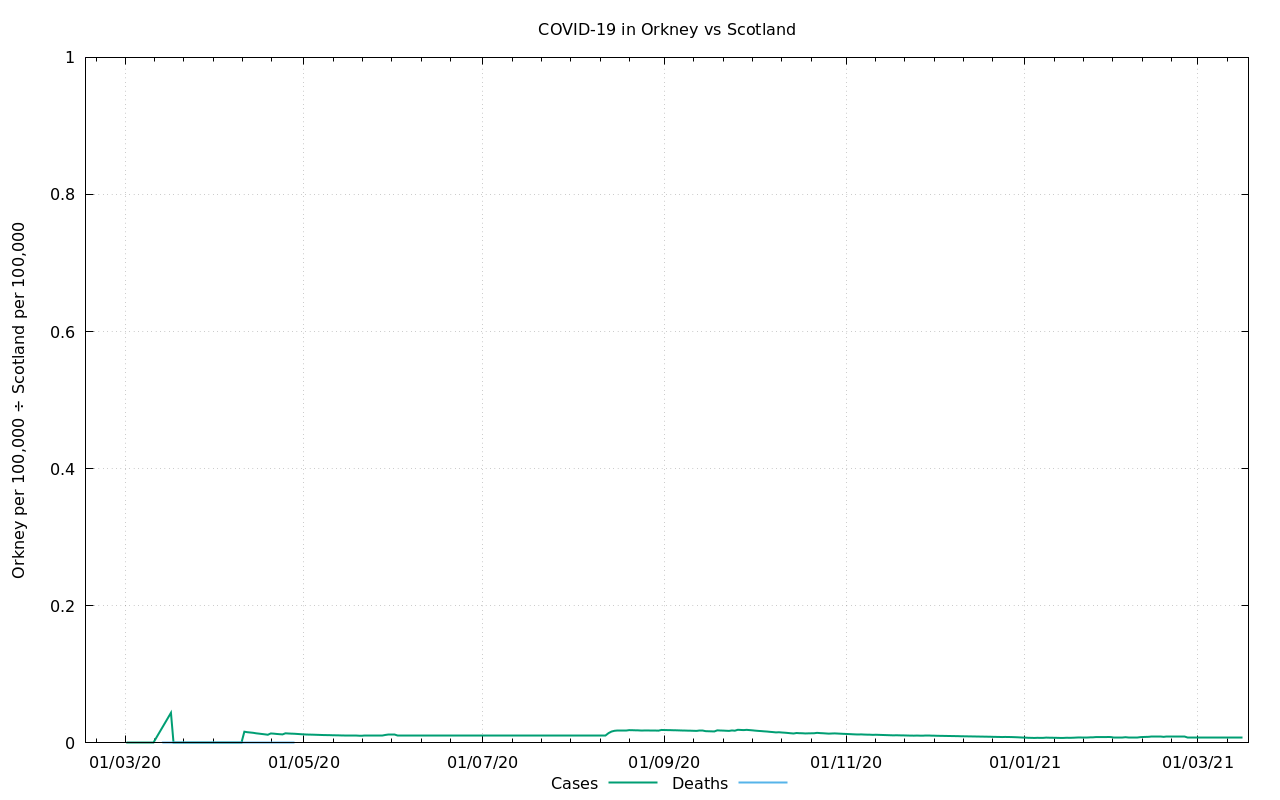 COVID-19 in Orkney vs Scotland
Orkney per 100,000 ÷ Scotland per 100,000
1
0.8
0.6
0.4
0.2
0
01/03/20 01/05/20 01/07/20 01/09/20 01/11/20 01/01/21 01/03/21
Cases Deaths